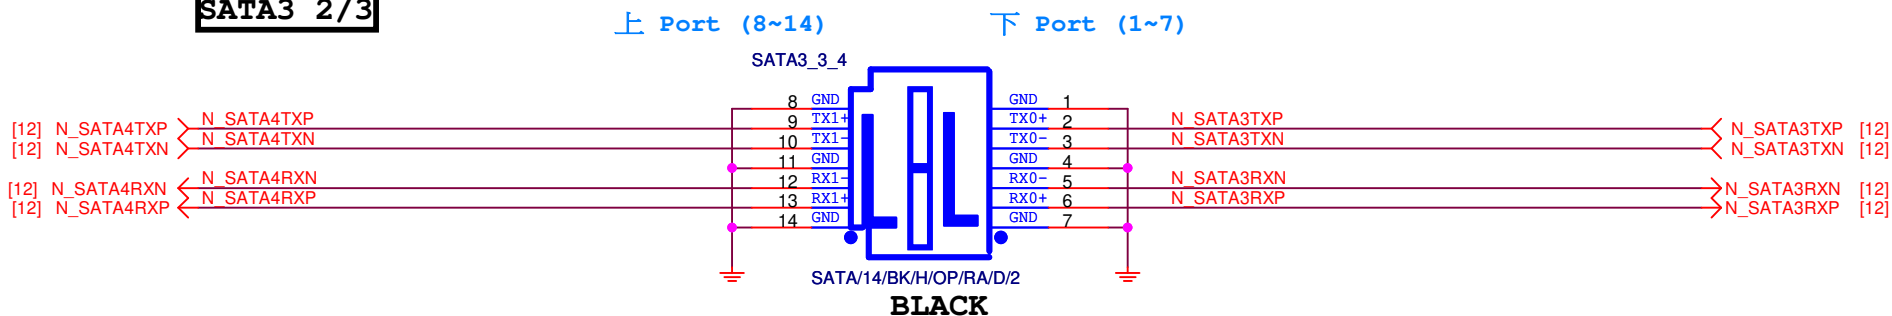 SATA3 2/3
上 Port (8~14) 下 Port (1~7)
SATA3_3_4
8 GND GND 1
[12] N_SATA4TXP N_SATA4TXP 9 TX1+ TX0+ 2 N_SATA3TXP N_SATA3TXP [12]
[12] N_SATA4TXN N_SATA4TXN 10 TX1- TX0- 3 N_SATA3TXN N_SATA3TXN [12]
11 GND GND 4
[12] N_SATA4RXN N_SATA4RXN 12 RX1- RX0- 5 N_SATA3RXN N_SATA3RXN [12]
[12] N_SATA4RXP N_SATA4RXP 13 RX1+ RX0+ 6 N_SATA3RXP N_SATA3RXP [12]
14 GND GND 7
SATA/14/BK/H/OP/RA/D/2
BLACK